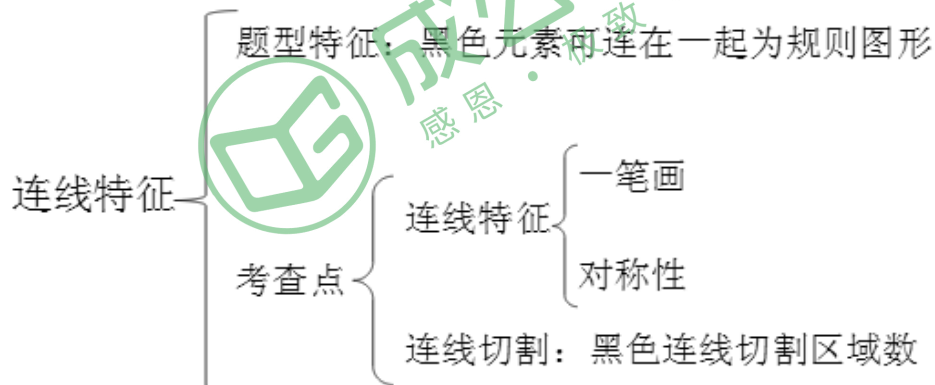 题型特征：黑色元素可连在一起为规则图形
成公
感恩·极致
连线特征
考查点
连线特征
一笔画
对称性
连线切割：黑色连线切割区域数